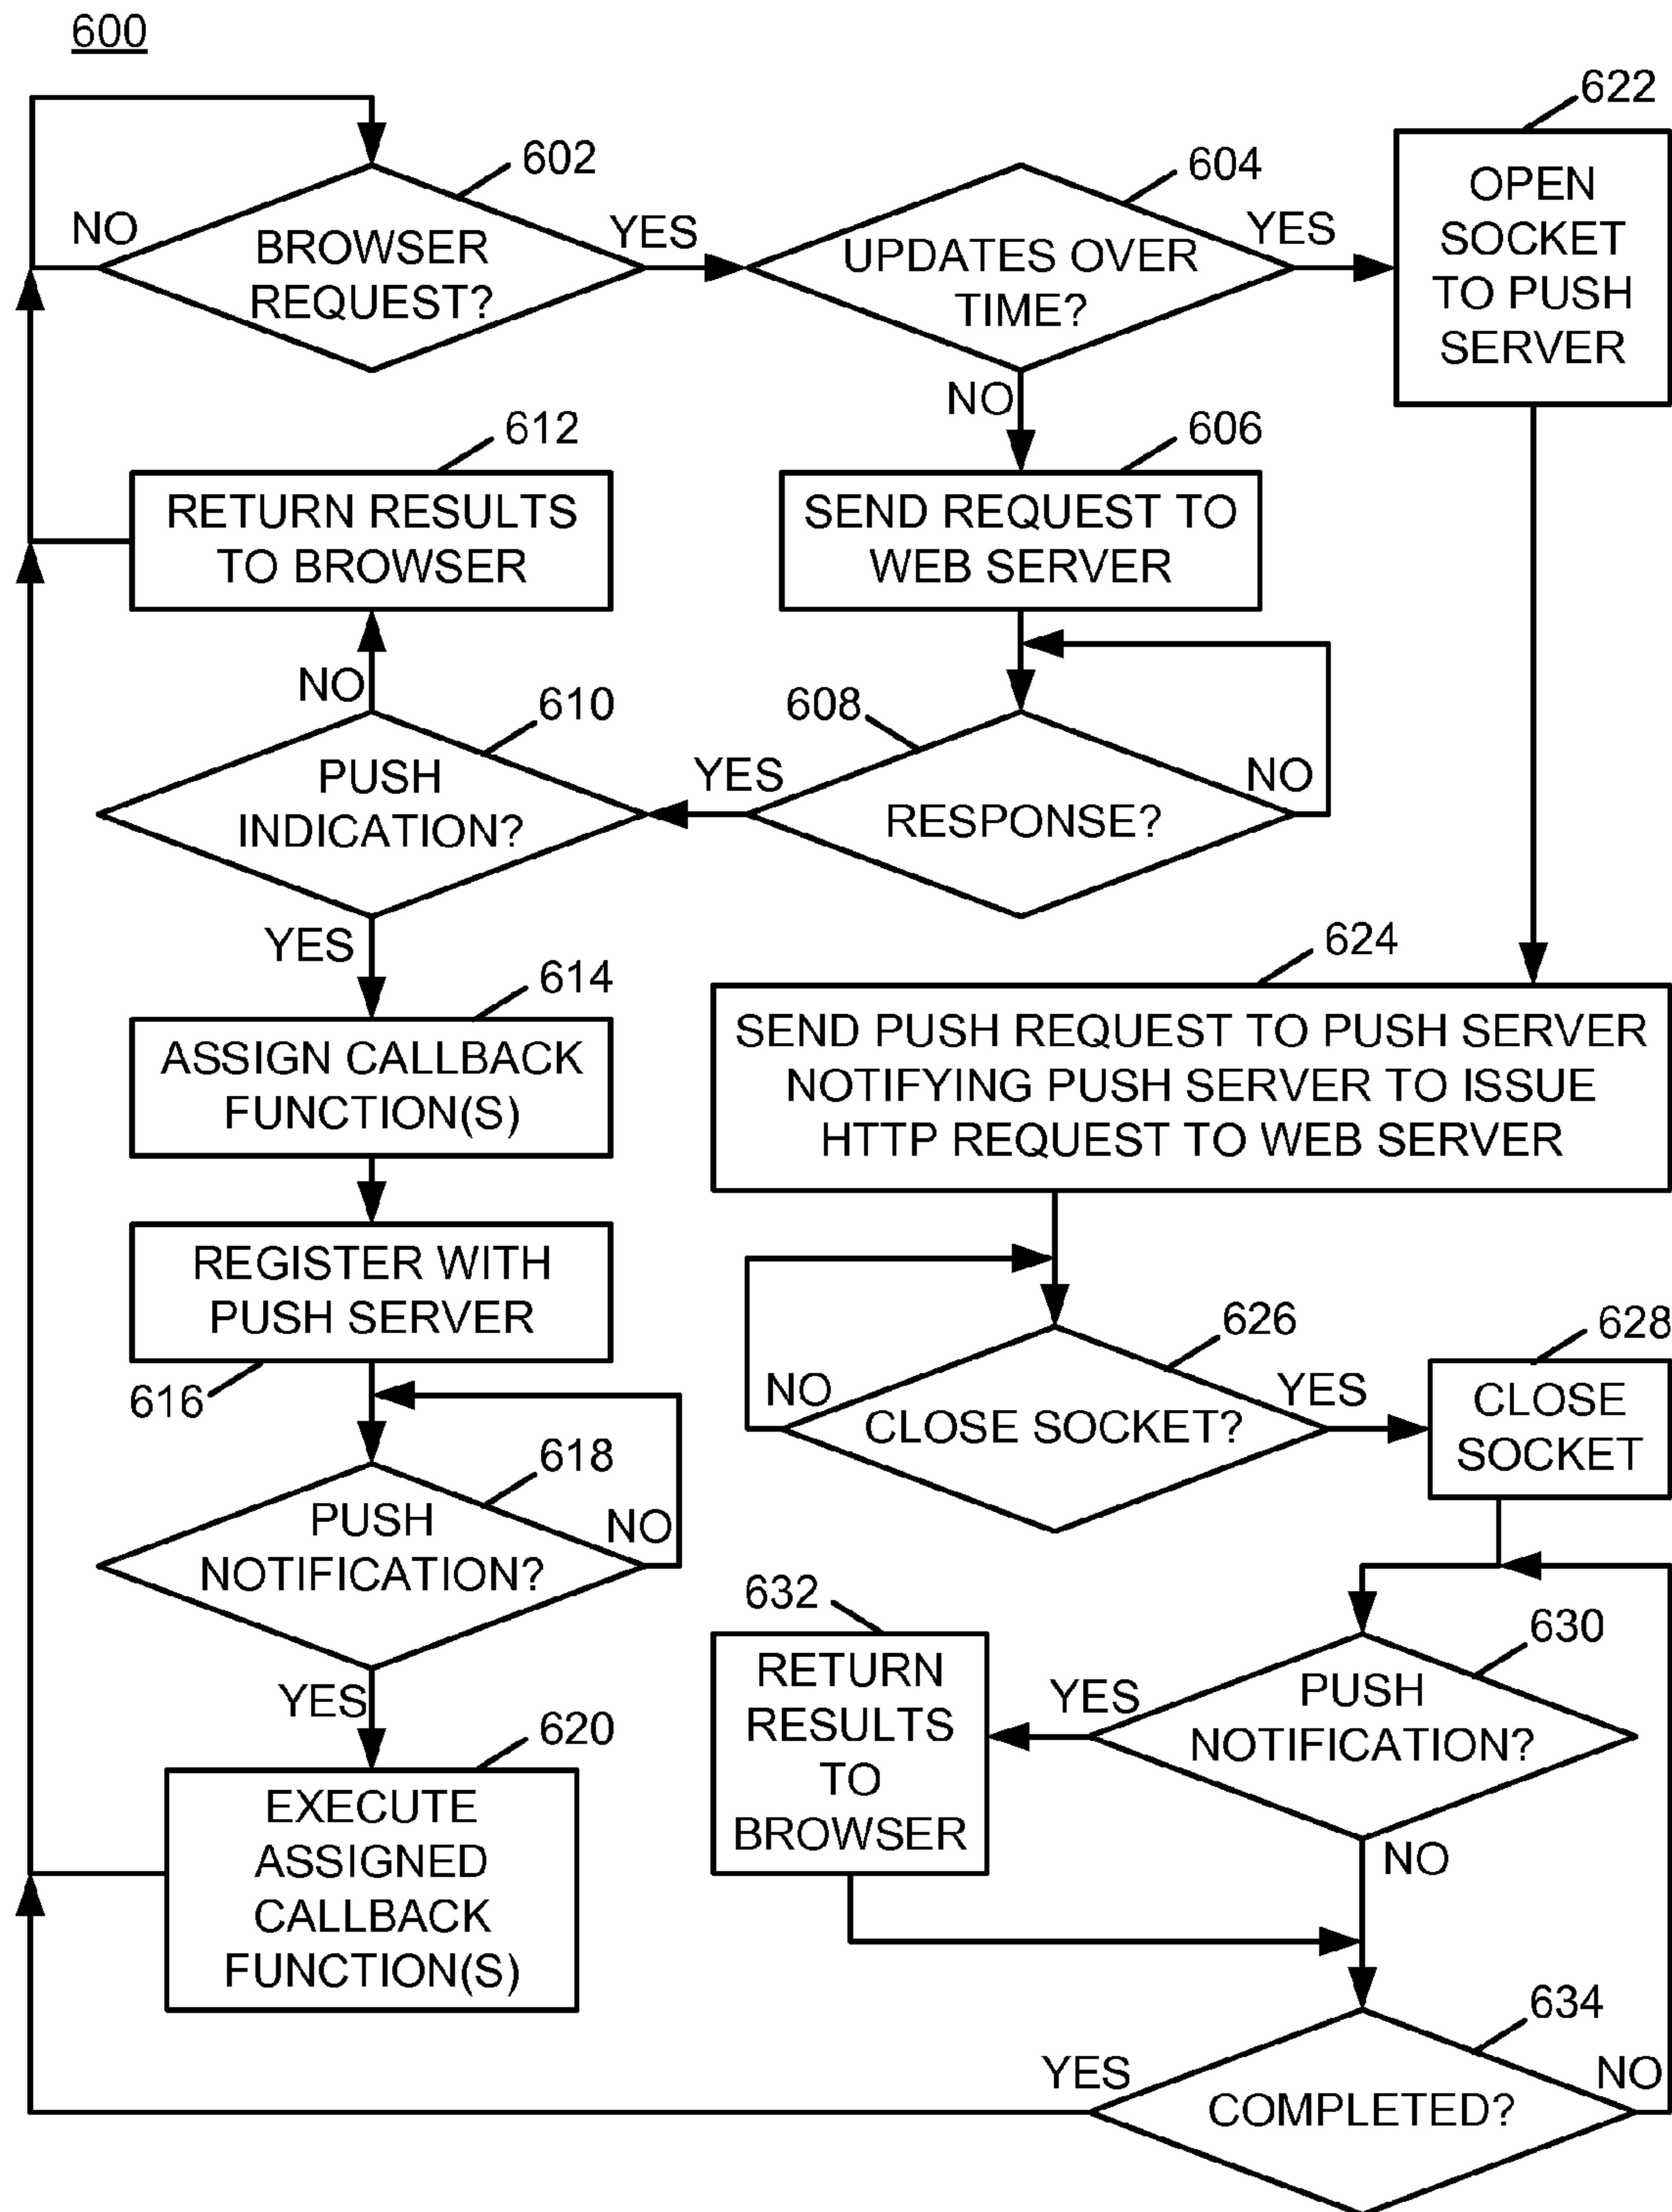 600
602
NO
BROWSER
REQUEST?
YES
604
UPDATES OVER
TIME?
YES
NO
622
OPEN
SOCKET
TO PUSH
SERVER
612
RETURN RESULTS
TO BROWSER
606
SEND REQUEST TO
WEB SERVER
NO
610
PUSH
INDICATION?
YES
608
RESPONSE?
YES
NO
614
ASSIGN CALLBACK
FUNCTION(S)
REGISTER WITH
PUSH SERVER
616
618
PUSH
NOTIFICATION?
NO
YES
620
EXECUTE
ASSIGNED
CALLBACK
FUNCTION(S)
624
SEND PUSH REQUEST TO PUSH SERVER
NOTIFYING PUSH SERVER TO ISSUE
HTTP REQUEST TO WEB SERVER
626
NO
CLOSE SOCKET?
YES
628
CLOSE
SOCKET
630
PUSH
NOTIFICATION?
YES
NO
632
RETURN
RESULTS
TO
BROWSER
634
YES
COMPLETED?
NO